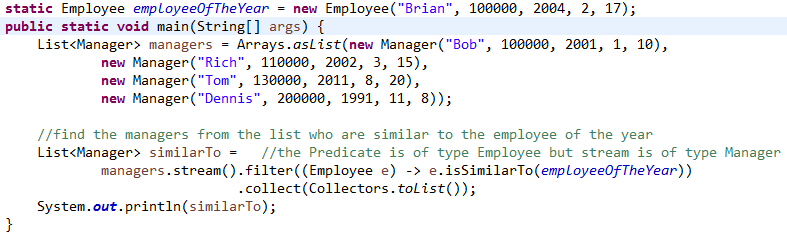 static Employee employeeOfTheYear = new Employee("Brian", 100000, 2004, 2, 17);
public static void main(String[] args) {
    List<Manager> managers = Arrays.asList(new Manager("Bob", 100000, 2001, 1, 10),
            new Manager("Rich", 110000, 2002, 3, 15),
            new Manager("Tom", 130000, 2011, 8, 20),
            new Manager("Dennis", 200000, 1991, 11, 8));
    //find the managers from the list who are similar to the employee of the year
    List<Manager> similarTo =   //the Predicate is of type Employee but stream is of type Manager
            managers.stream().filter((Employee e) -> e.isSimilarTo(employeeOfTheYear))
                              .collect(Collectors.toList());
    System.out.println(similarTo);
}